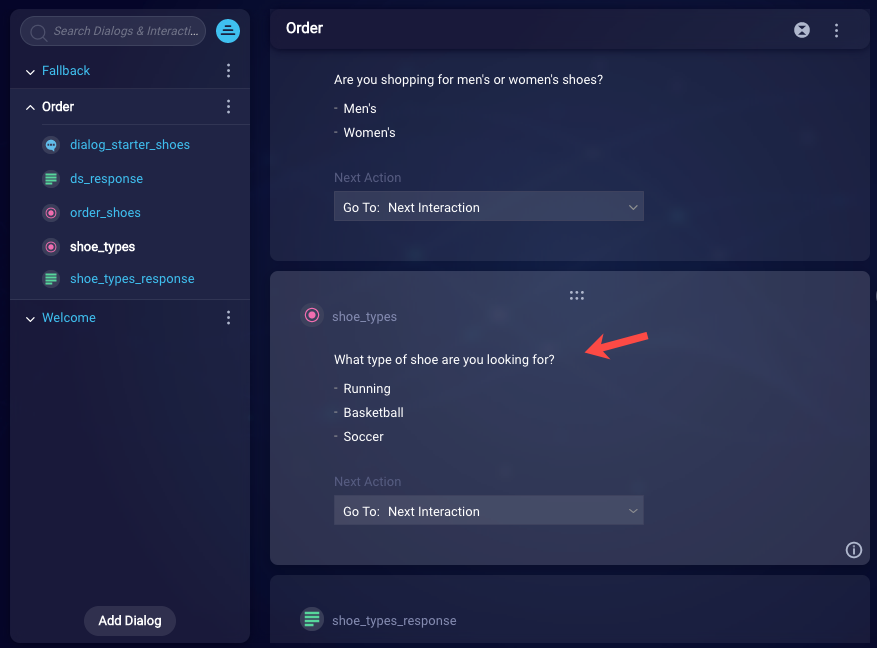 Search Dialogs & Interacti...
Fallback
Order
dialog_starter_shoes
ds_response
order_shoes
shoe_types
shoe_types_response
Welcome
Add Dialog
Order
Are you shopping for men's or women's shoes?
- Men's
- Women's
Next Action
Go To: Next Interaction
shoe_types
What type of shoe are you looking for?
- Running
- Basketball
- Soccer
Next Action
Go To: Next Interaction
shoe_types_response